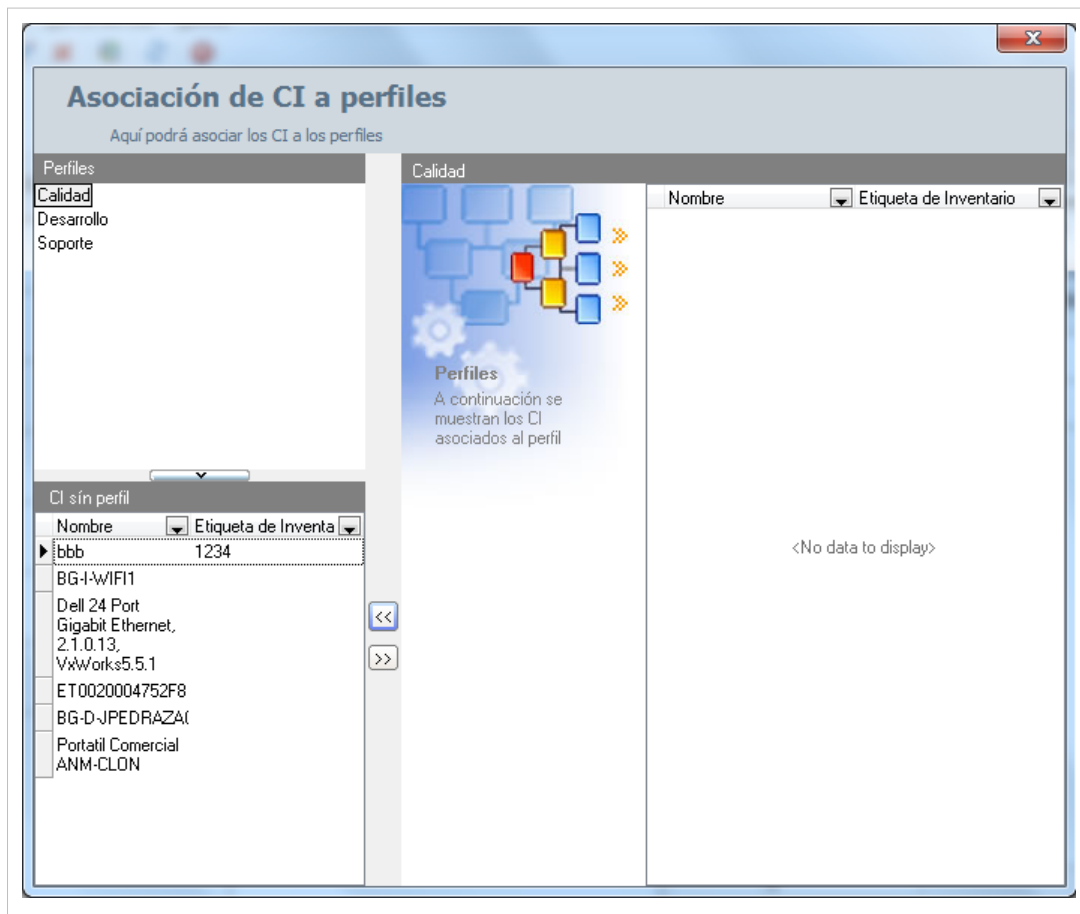 Asociación de CI a perfiles
Aquí podrá asociar los CI a los perfiles
Perfiles
Calidad
Desarrollo
Soporte
CI sín perfil
Nombre Etiqueta de Inventa
bbb 1234
BG-I-WIFI1
Dell 24 Port
Gigabit Ethernet,
2.1.0.13,
VxWorks5.5.1
ET0020004752F8
BG-D-JPEDRAZA(
Portatil Comercial
ANM-CLON
<<
>>
Calidad
Perfiles
A continuación se
muestran los CI
asociados al perfil
Nombre Etiqueta de Inventario
<No data to display>